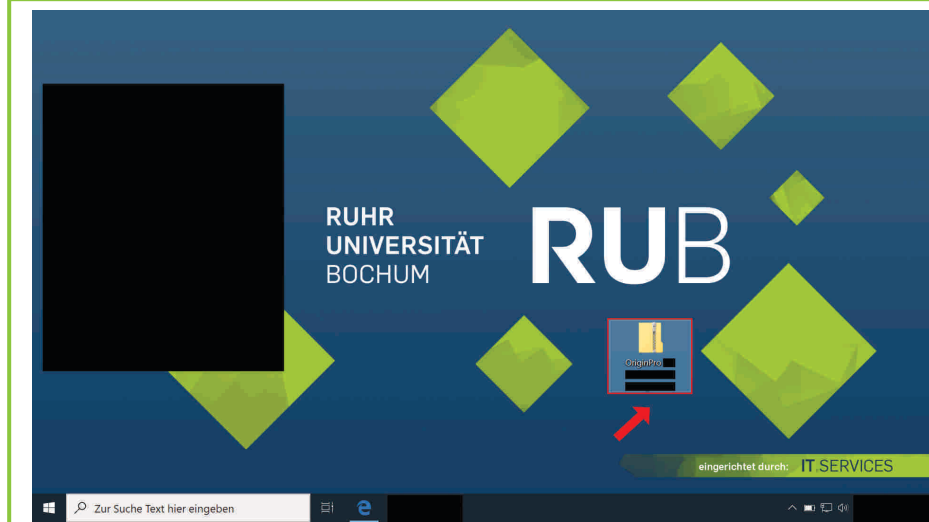 RUHR
UNIVERSITÄT
BOCHUM
RUB
OriginPro
eingerichtet durch: IT.SERVICES
Zur Suche Text hier eingeben